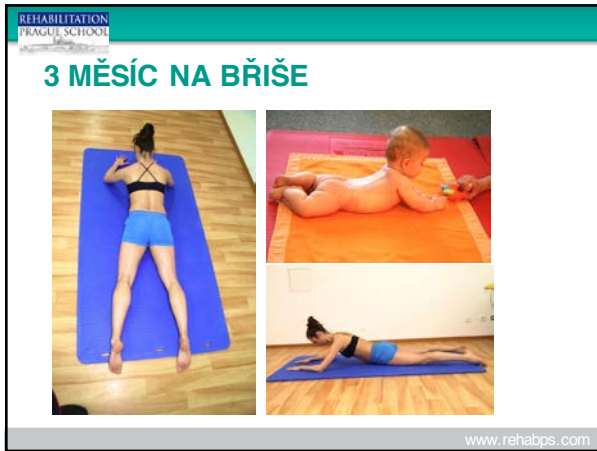 REHABILITATION
PRAGUE SCHOOL
3 MĚSÍC NA BŘIŠE
www.rehabps.com